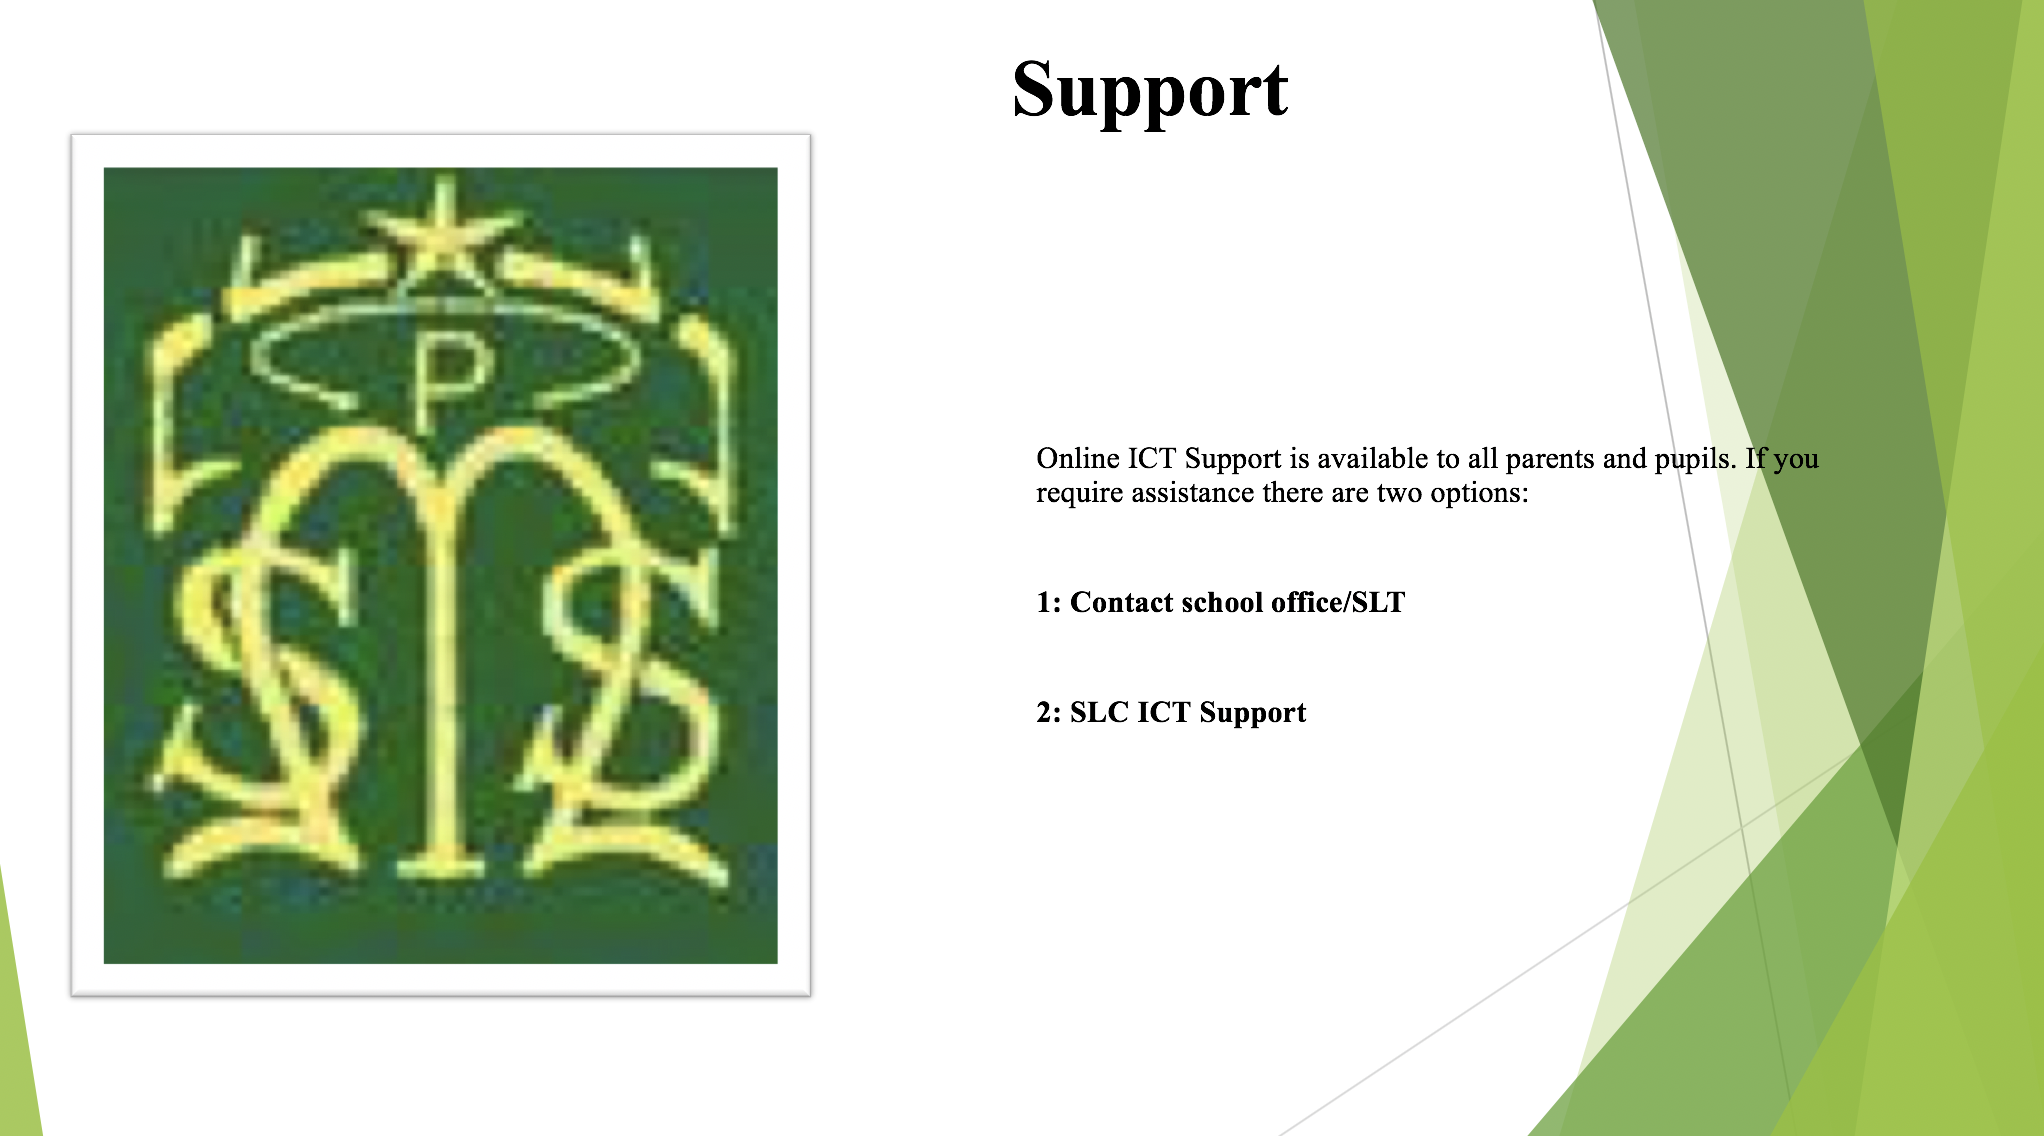 Support
P
S S
Online ICT Support is available to all parents and pupils. If you
require assistance there are two options:
1: Contact school office/SLT
2: SLC ICT Support